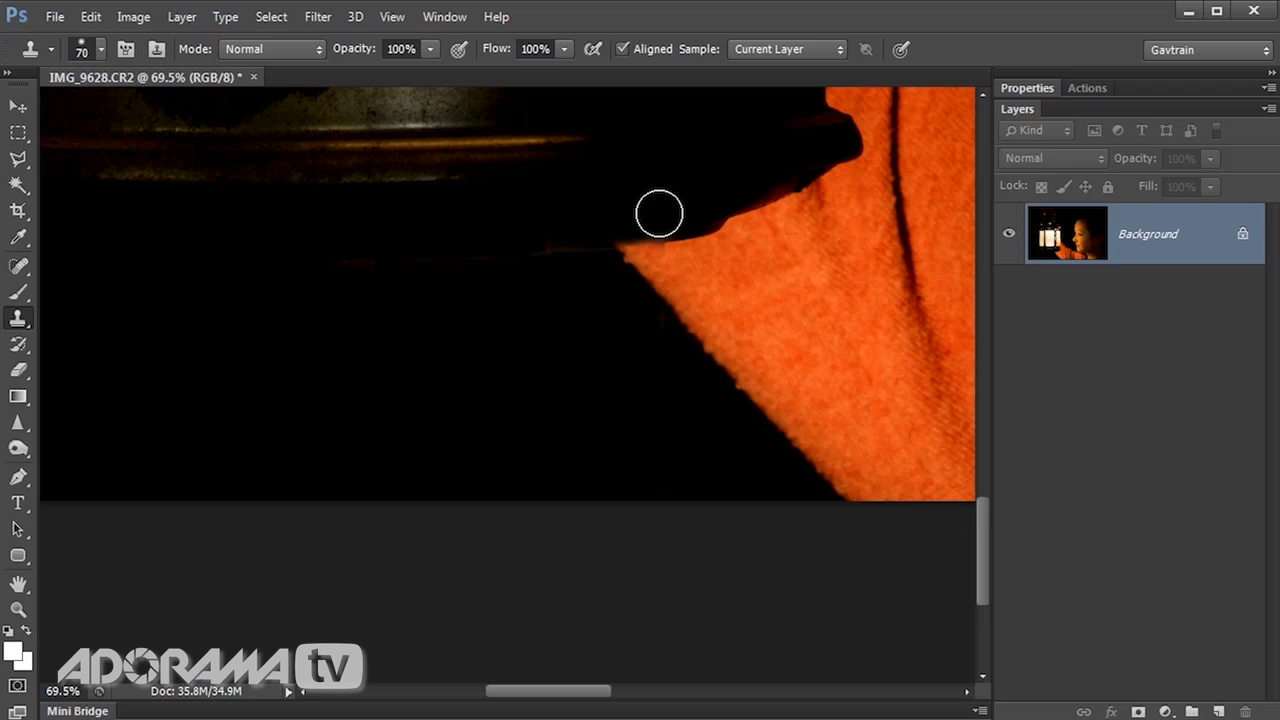 Ps File Edit Image Layer Type Select Filter 3D View Window Help
70 Mode: Normal Opacity: 100% Flow: 100% Aligned Sample: Current Layer Gavtrain
IMG_9628.CR2 @ 69.5% (RGB/8) * ×
Properties Actions
Layers
Kind
Normal Opacity: 100%
Lock: Fill: 100%
Background
ADORAMA tv
69.5% Doc: 35.8M/34.9M
Mini Bridge